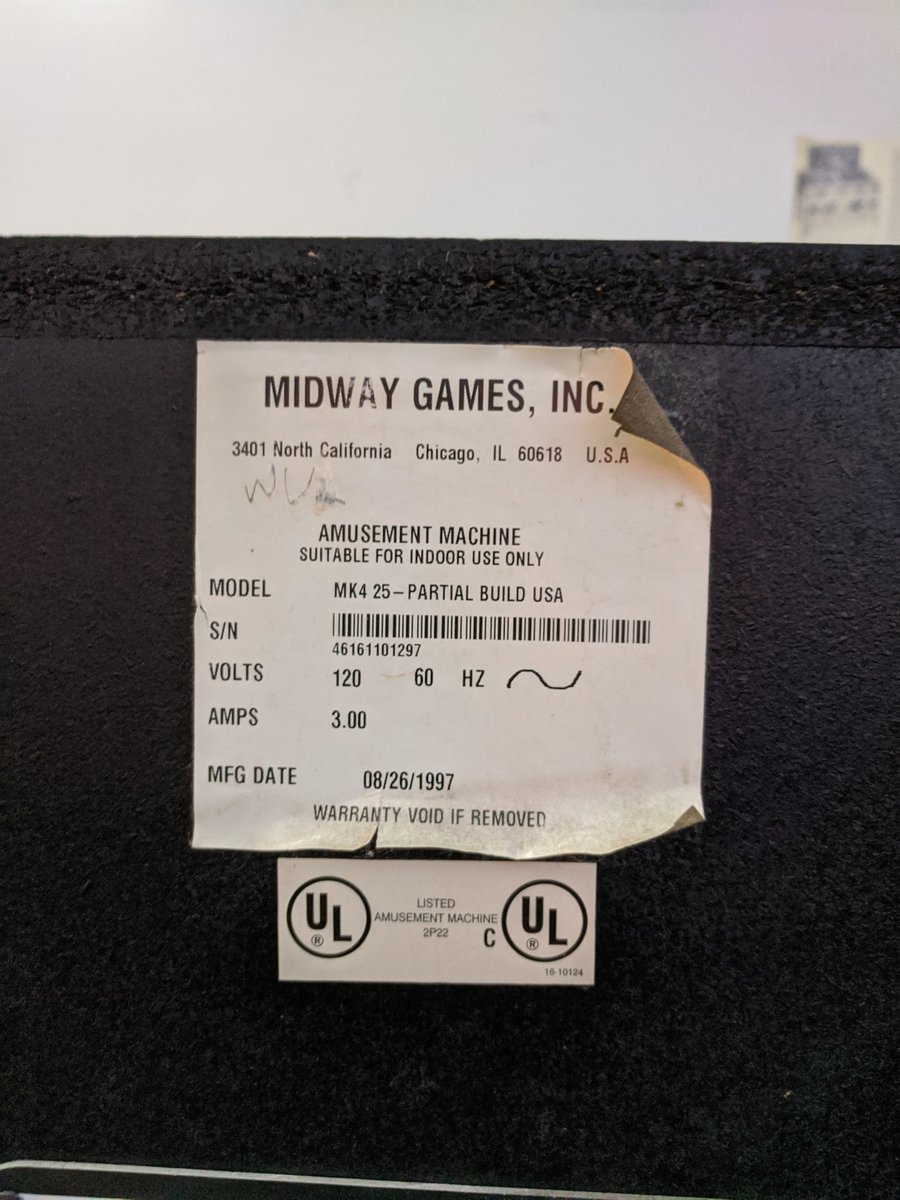 MIDWAY GAMES, INC.
3401 North California Chicago, IL 60618 U.S.A
AMUSEMENT MACHINE
SUITABLE FOR INDOOR USE ONLY
MODEL MK4 25-PARTIAL BUILD USA
S/N
46161101297
VOLTS 120 60 HZ
AMPS 3.00
MFG DATE 08/26/1997
WARRANTY VOID IF REMOVED
UL ® LISTED
AMUSEMENT MACHINE
2P22
C UL ®
16-10124